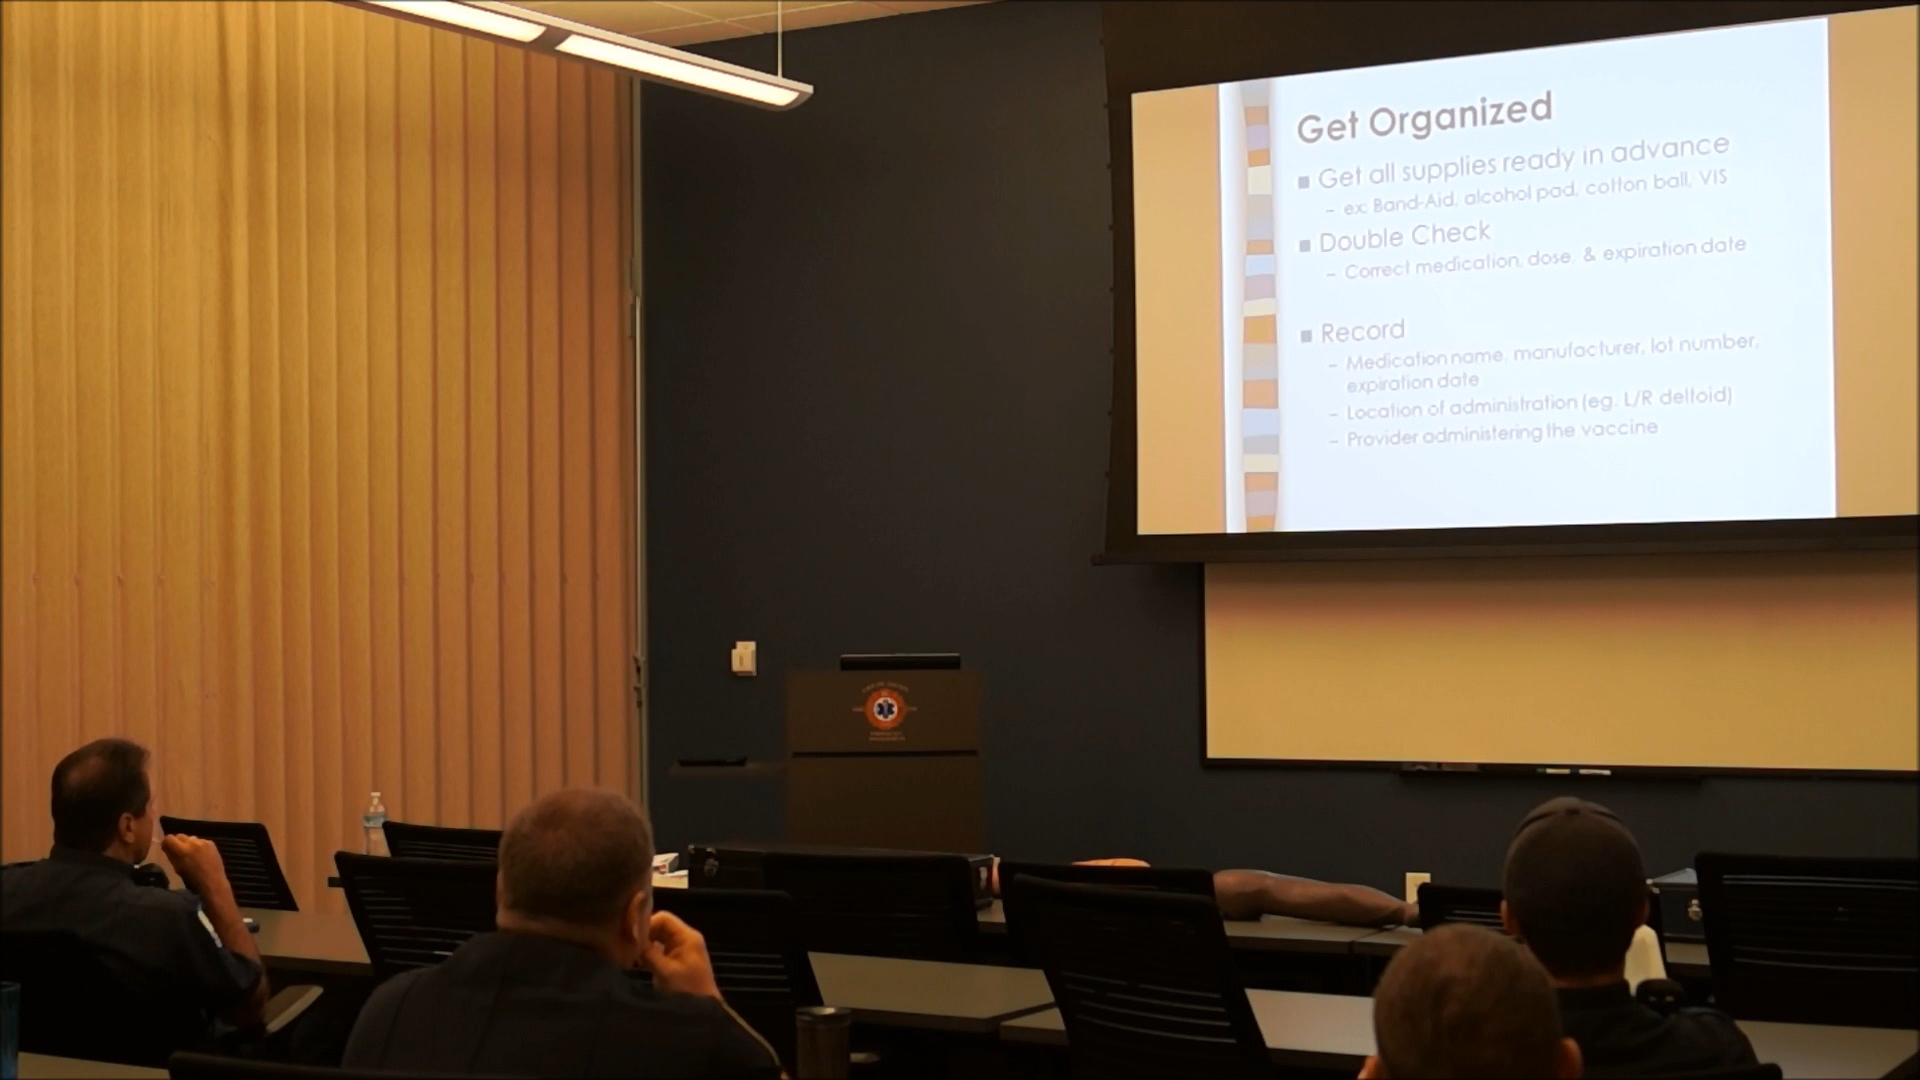 Get Organized
Get all supplies ready in advance
– ex: Band-Aid, alcohol pad, cotton ball, VIS
Double Check
– Correct medication, dose, & expiration date
Record
– Medication name, manufacturer, lot number,
expiration date
– Location of administration (eg. L/R deltoid)
– Provider administering the vaccine